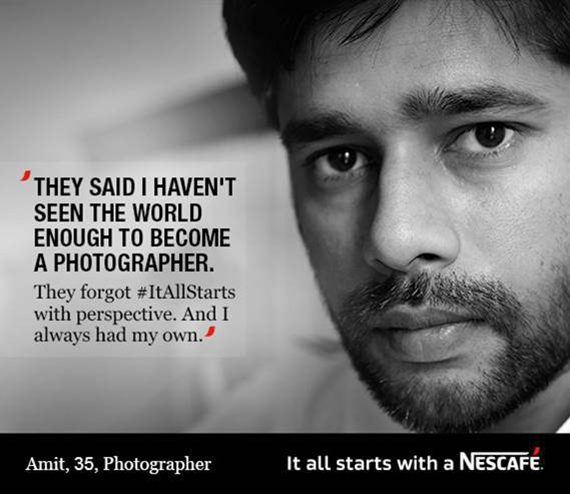 THEY SAID I HAVEN'T
SEEN THE WORLD
ENOUGH TO BECOME
A PHOTOGRAPHER.
They forgot #ItAllStarts
with perspective. And I
always had my own.
Amit, 35, Photographer
It all starts with a NESCAFÉ.